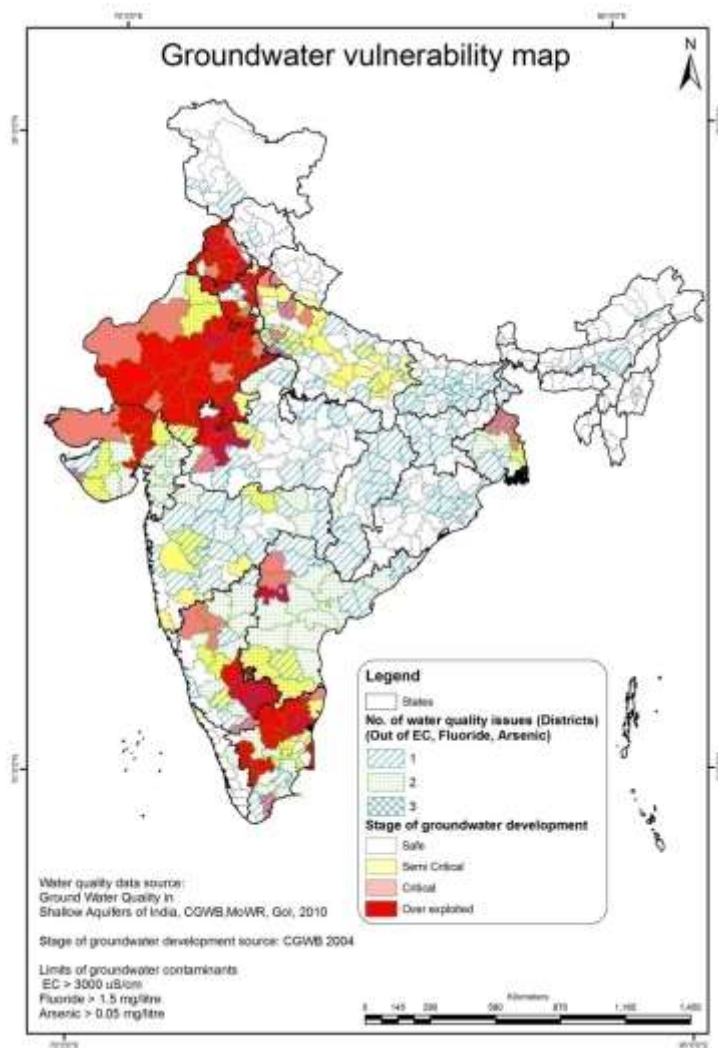 Groundwater vulnerability map
N
Legend
States
No. of water quality issues (Districts)
(Out of EC, Fluoride, Arsenic)
1
2
3
Stage of groundwater development
Safe
Semi Critical
Critical
Over exploited
Water quality data source:
Ground Water Quality in
Shallow Aquifers of India, CGWB,MoWR, GoI, 2010
Stage of groundwater development source: CGWB 2004
Limits of groundwater contaminants
EC > 3000 uS/cm
Fluoride > 1.5 mg/litre
Arsenic > 0.05 mg/litre
Kilometers